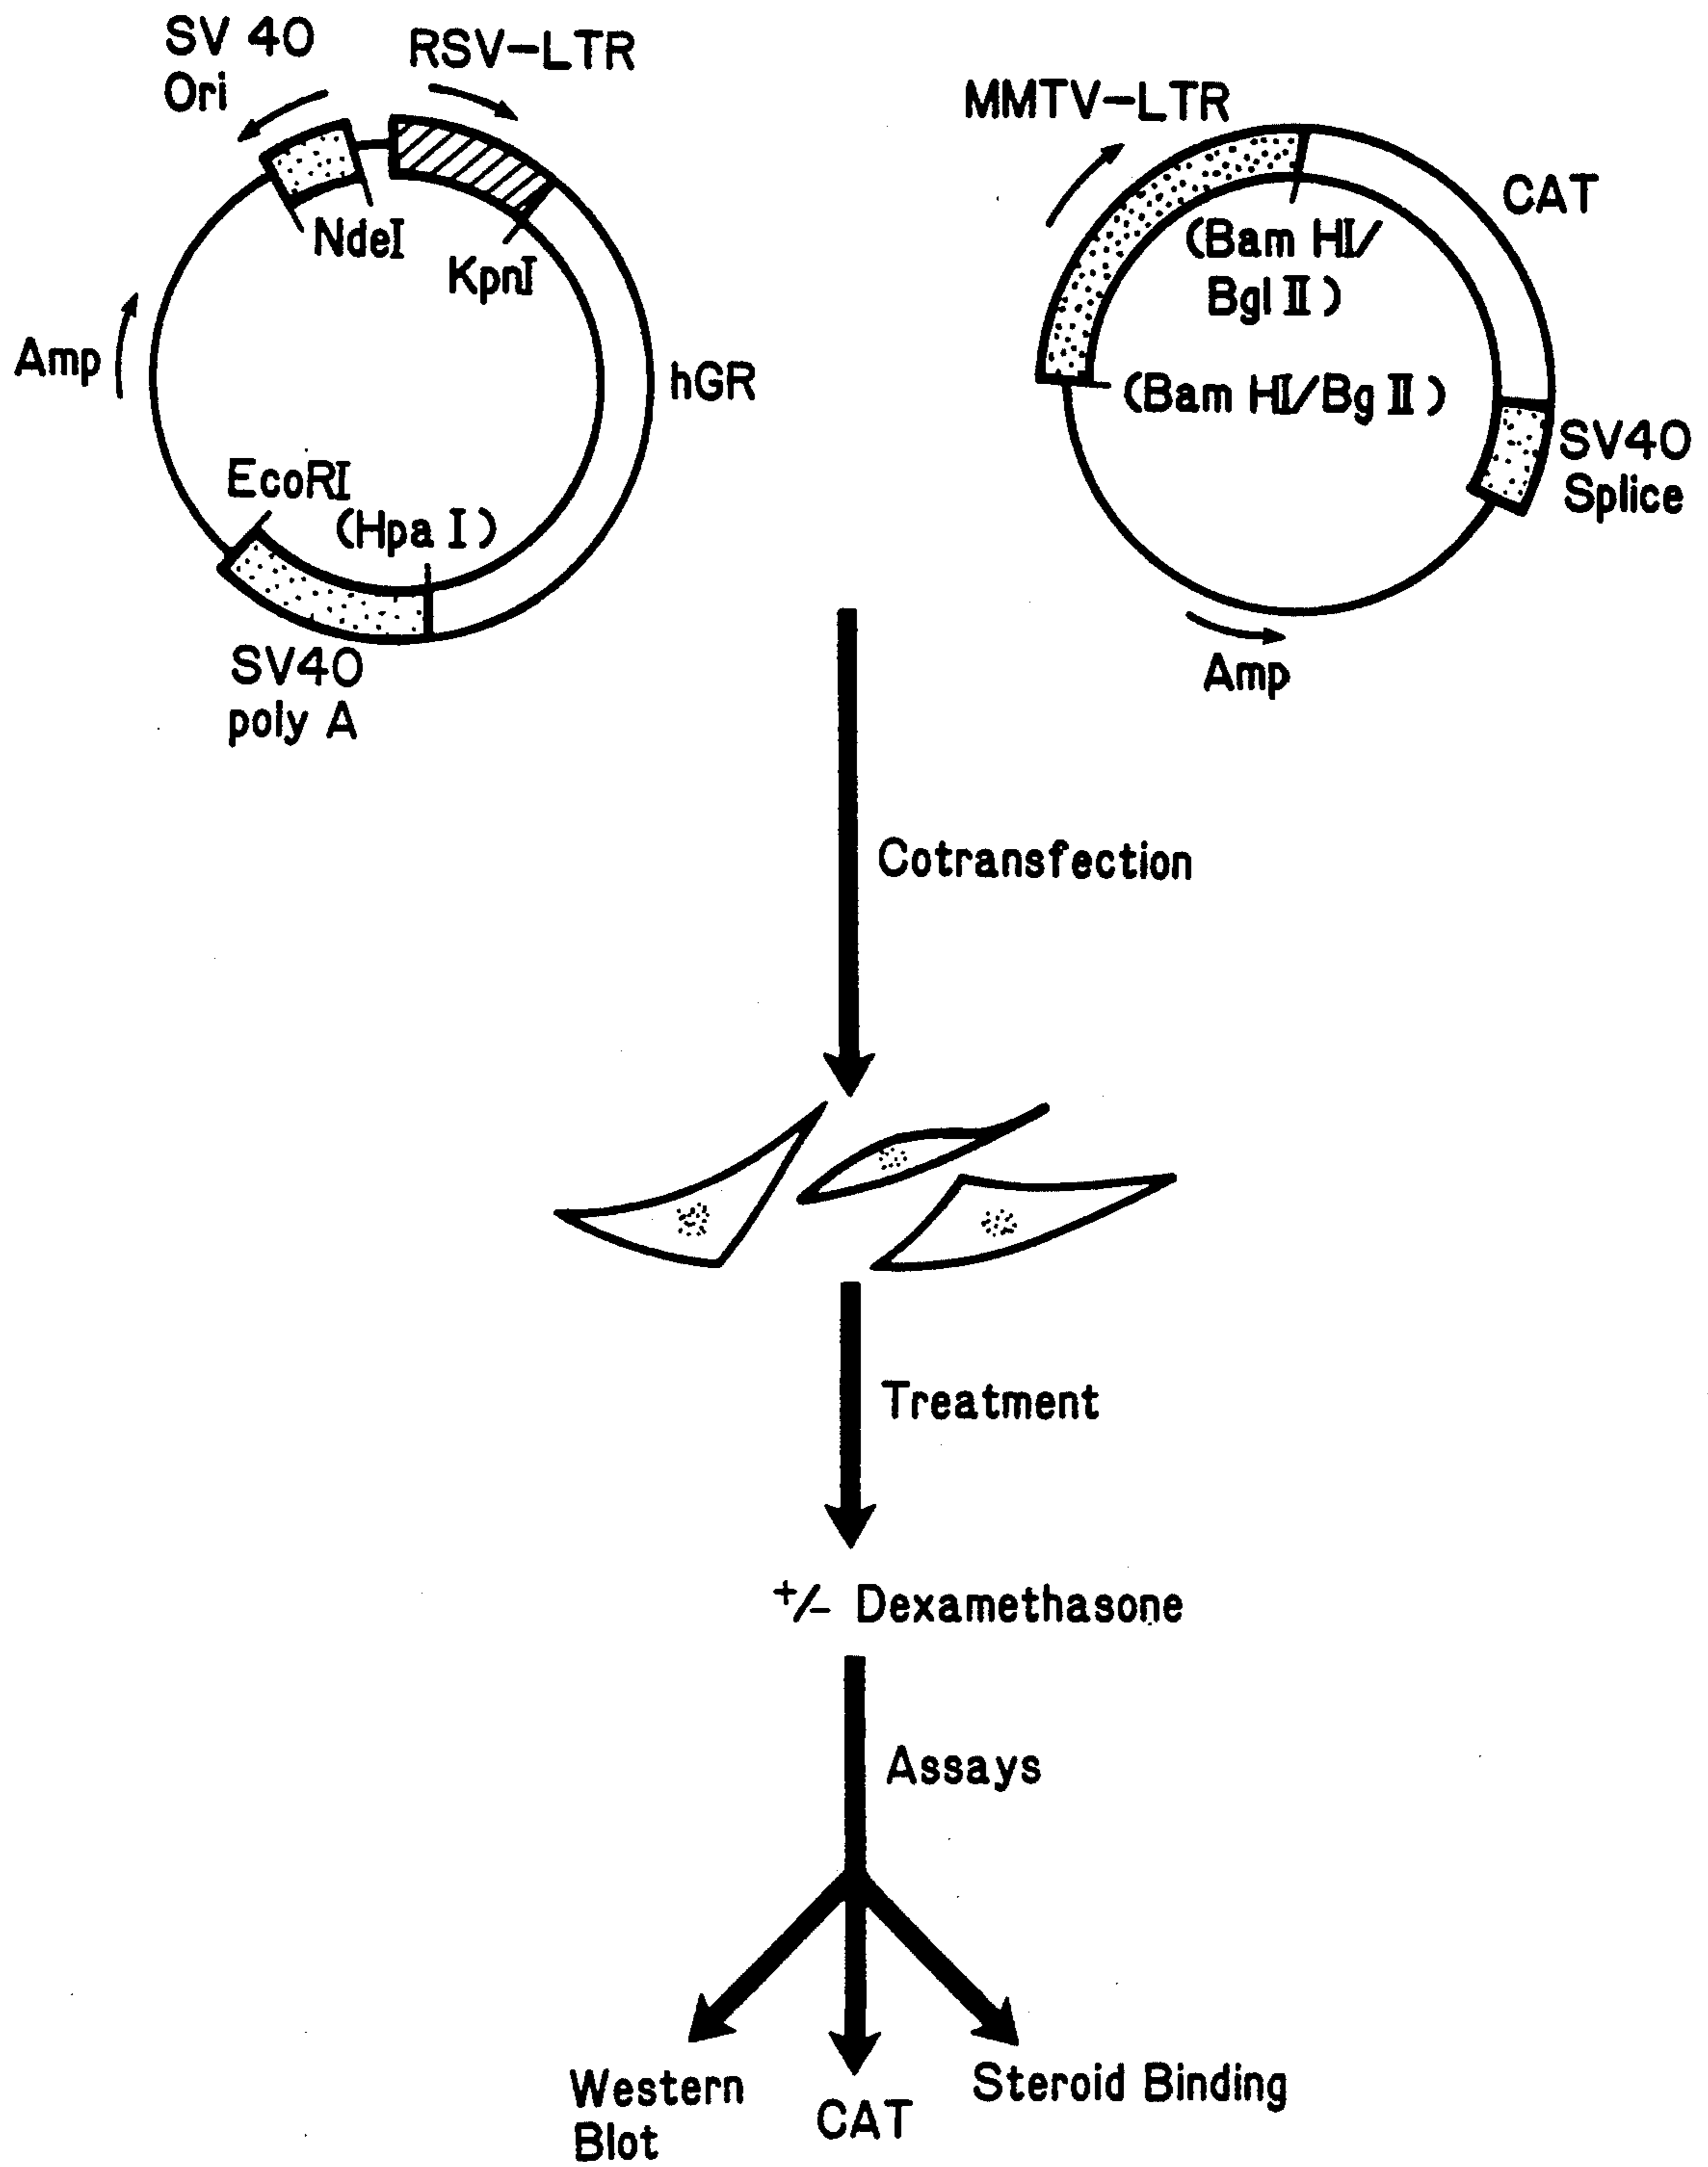 SV 40
Ori
RSV-LTR
NdeI
KpnI
Amp
hGR
EcoRI
(Hpa I)
SV40
poly A
MMTV-LTR
CAT
(Bam HI/
Bgl II)
(Bam HI/Bg II)
SV40
Splice
Amp
Cotransfection
Treatment
+/- Dexamethasone
Assays
Western
Blot
CAT
Steroid Binding